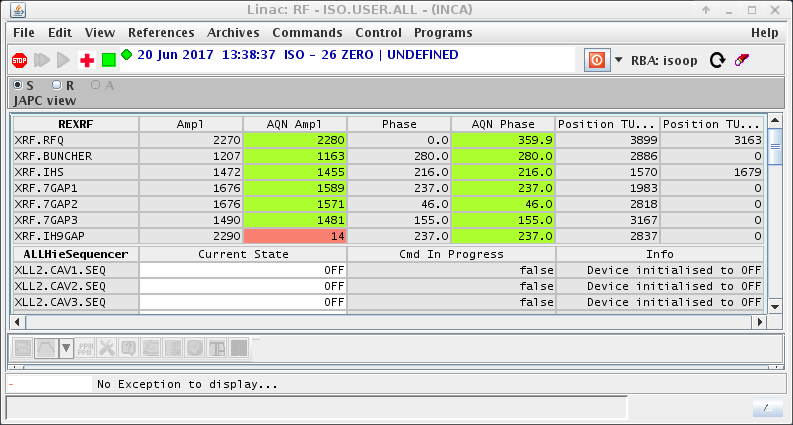 Linac: RF - ISO.USER.ALL - (INCA)
File Edit View References Archives Commands Control Programs Help
STOP 20 Jun 2017 13:38:37 ISO - 26 ZERO | UNDEFINED RBA: isoop
S R A
JAPC view
REXRF Ampl AQN Ampl Phase AQN Phase Position TU... Position TU...
XRF.RFQ 2270 2280 0.0 359.9 3899 3163
XRF.BUNCHER 1207 1163 280.0 280.0 2886 0
XRF.IHS 1472 1455 216.0 216.0 1570 1679
XRF.7GAP1 1676 1589 237.0 237.0 1983 0
XRF.7GAP2 1676 1571 46.0 46.0 2818 0
XRF.7GAP3 1490 1481 155.0 155.0 3167 0
XRF.IH9GAP 2290 14 237.0 237.0 2837 0
ALLHieSequencer Current State Cmd In Progress Info
XLL2.CAV1.SEQ OFF false Device initialised to OFF
XLL2.CAV2.SEQ OFF false Device initialised to OFF
XLL2.CAV3.SEQ OFF false Device initialised to OFF
PPM
PPM
- No Exception to display...